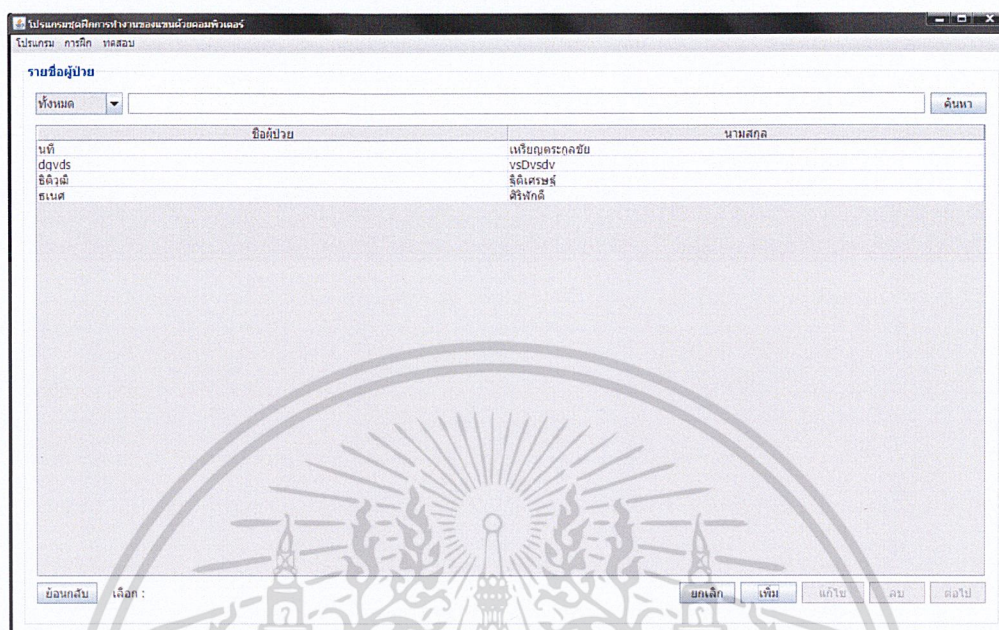 โปรแกรมชุดฝึกการทำงานของแขนด้วยคอมพิวเตอร์
โปรแกรม การฝึก ทดสอบ
รายชื่อผู้ป่วย
ทั้งหมด ค้นหา
ชื่อผู้ป่วย นามสกุล
นที เหรียญตระกูลชัย
dqvds vsDvsdv
ธิติวุฒิ ฐิติเศรษฐ์
ธเนศ ศิริพักดี
ย้อนกลับ เลือก : ยกเลิก เพิ่ม แก้ไข ลบ ต่อไป